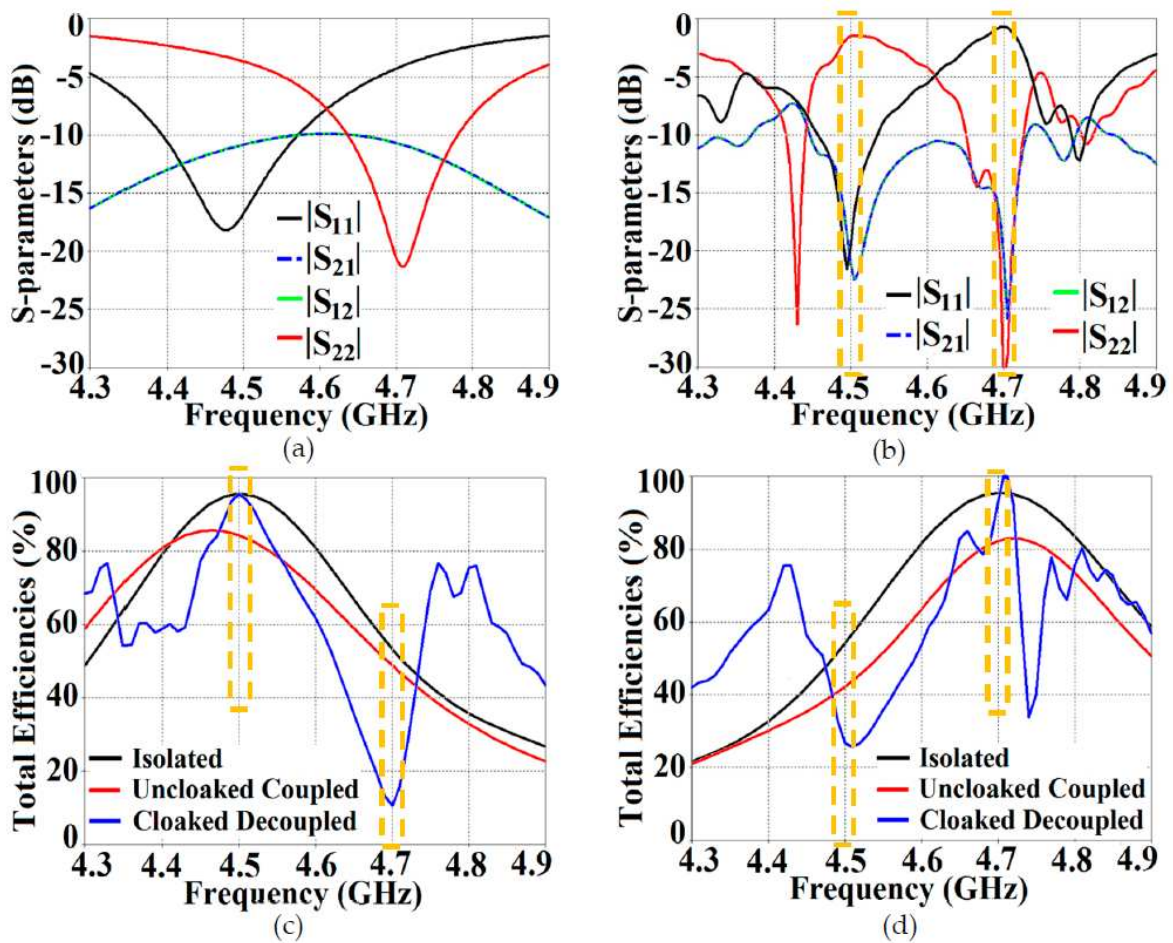 S-parameters (dB)
0
-5
-10
-15
-20
-25
-30
|S11|
|S21|
|S12|
|S22|
4.3 4.4 4.5 4.6 4.7 4.8 4.9
Frequency (GHz)
(a)
S-parameters (dB)
0
-5
-10
-15
-20
-25
-30
|S11| |S12|
|S21| |S22|
4.3 4.4 4.5 4.6 4.7 4.8 4.9
Frequency (GHz)
(b)
Total Efficiencies (%)
100
80
60
40
20
0
Isolated
Uncloaked Coupled
Cloaked Decoupled
4.3 4.4 4.5 4.6 4.7 4.8 4.9
Frequency (GHz)
(c)
Total Efficiencies (%)
100
80
60
40
20
0
Isolated
Uncloaked Coupled
Cloaked Decoupled
4.3 4.4 4.5 4.6 4.7 4.8 4.9
Frequency (GHz)
(d)